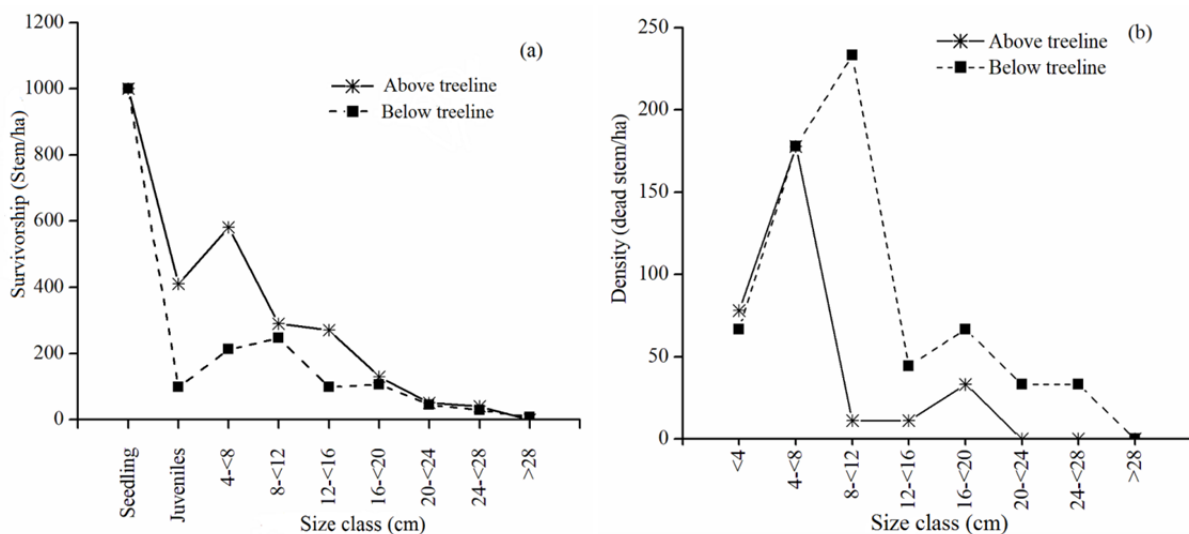 1200
1000
800
600
400
200
0
Survivorship (Stem/ha)
(a)
Above treeline
Below treeline
Seedling
Juveniles
4-<8
8-<12
12-<16
16-<20
20-<24
24-<28
>28
Size class (cm)
250
200
150
100
50
0
Density (dead stem/ha)
Above treeline
Below treeline
(b)
<4
4-<8
8-<12
12-<16
16-<20
20-<24
24-<28
>28
Size class (cm)